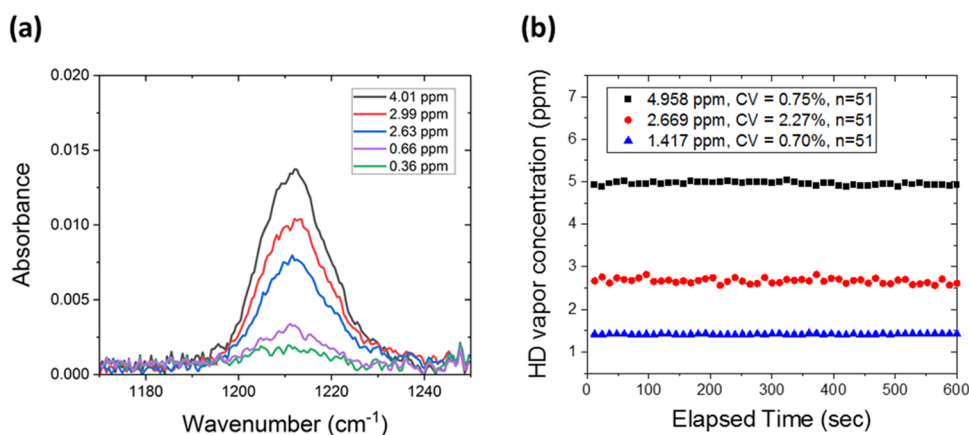 (a)
(b)
Absorbance
0.020
0.015
0.010
0.005
0.000
4.01 ppm
2.99 ppm
2.63 ppm
0.66 ppm
0.36 ppm
1180 1200 1220 1240
Wavenumber (cm⁻¹)
HD vapor concentration (ppm)
7
6
5
4
3
2
1
4.958 ppm, CV = 0.75%, n=51
2.669 ppm, CV = 2.27%, n=51
1.417 ppm, CV = 0.70%, n=51
0 100 200 300 400 500 600
Elapsed Time (sec)